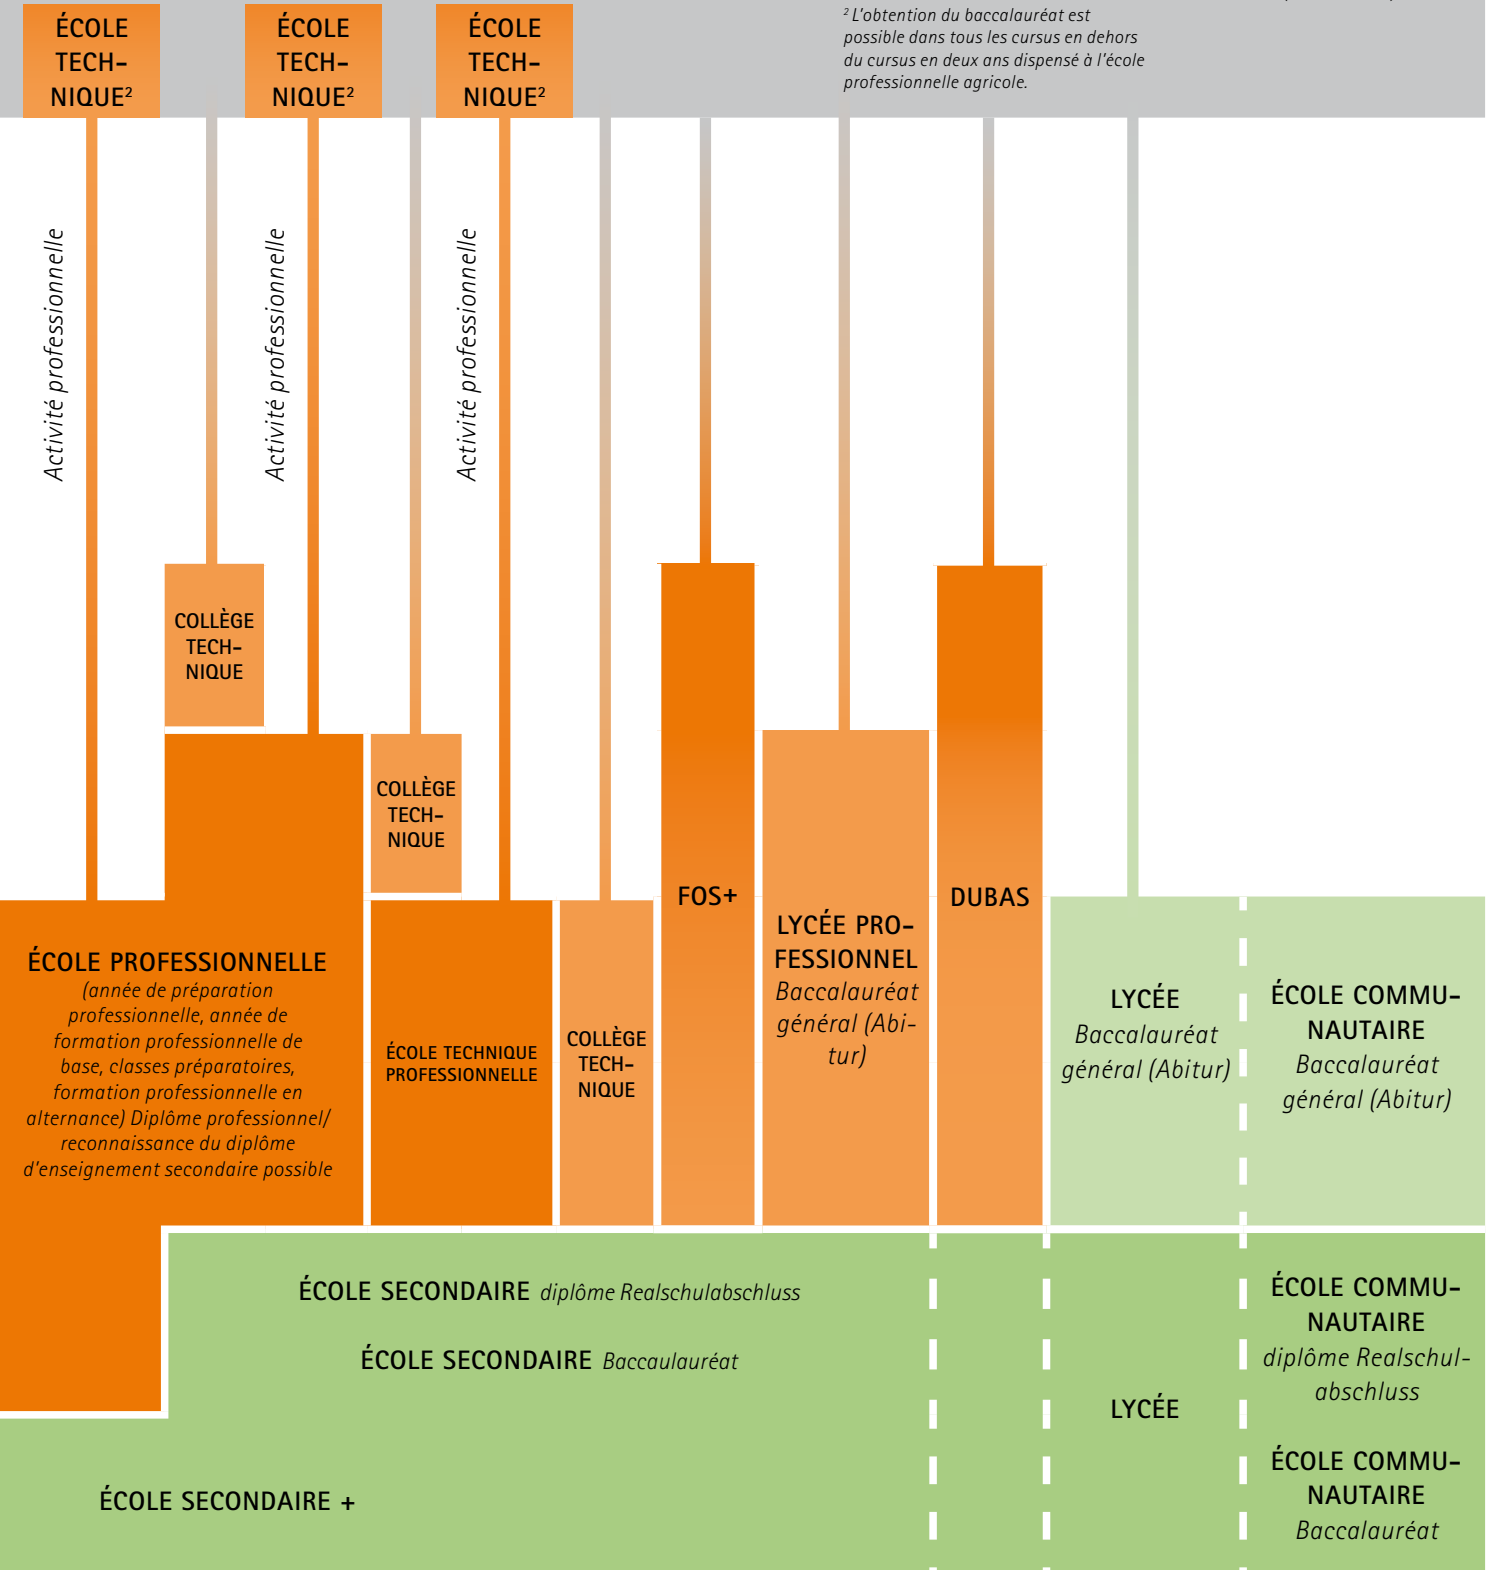 ÉCOLE
TECH-
NIQUE²
ÉCOLE
TECH-
NIQUE²
ÉCOLE
TECH-
NIQUE²
² L'obtention du baccalauréat est
possible dans tous les cursus en dehors
du cursus en deux ans dispensé à l'école
professionnelle agricole.
Activité professionnelle
Activité professionnelle
Activité professionnelle
COLLÈGE
TECH-
NIQUE
COLLÈGE
TECH-
NIQUE
ÉCOLE PROFESSIONNELLE
(année de préparation
professionnelle, année de
formation professionnelle de
base, classes préparatoires,
formation professionnelle en
alternance) Diplôme professionnel/
reconnaissance du diplôme
d'enseignement secondaire possible
ÉCOLE TECHNIQUE
PROFESSIONNELLE
COLLÈGE
TECH-
NIQUE
FOS+
LYCÉE PRO-
FESSIONNEL
Baccalauréat
général (Abi-
tur)
DUBAS
LYCÉE
Baccalauréat
général (Abitur)
ÉCOLE COMMU-
NAUTAIRE
Baccalauréat
général (Abitur)
ÉCOLE SECONDAIRE diplôme Realschulabschluss
ÉCOLE SECONDAIRE Baccaulauréat
ÉCOLE SECONDAIRE +
LYCÉE
ÉCOLE COMMU-
NAUTAIRE
diplôme Realschul-
abschluss
ÉCOLE COMMU-
NAUTAIRE
Baccalauréat